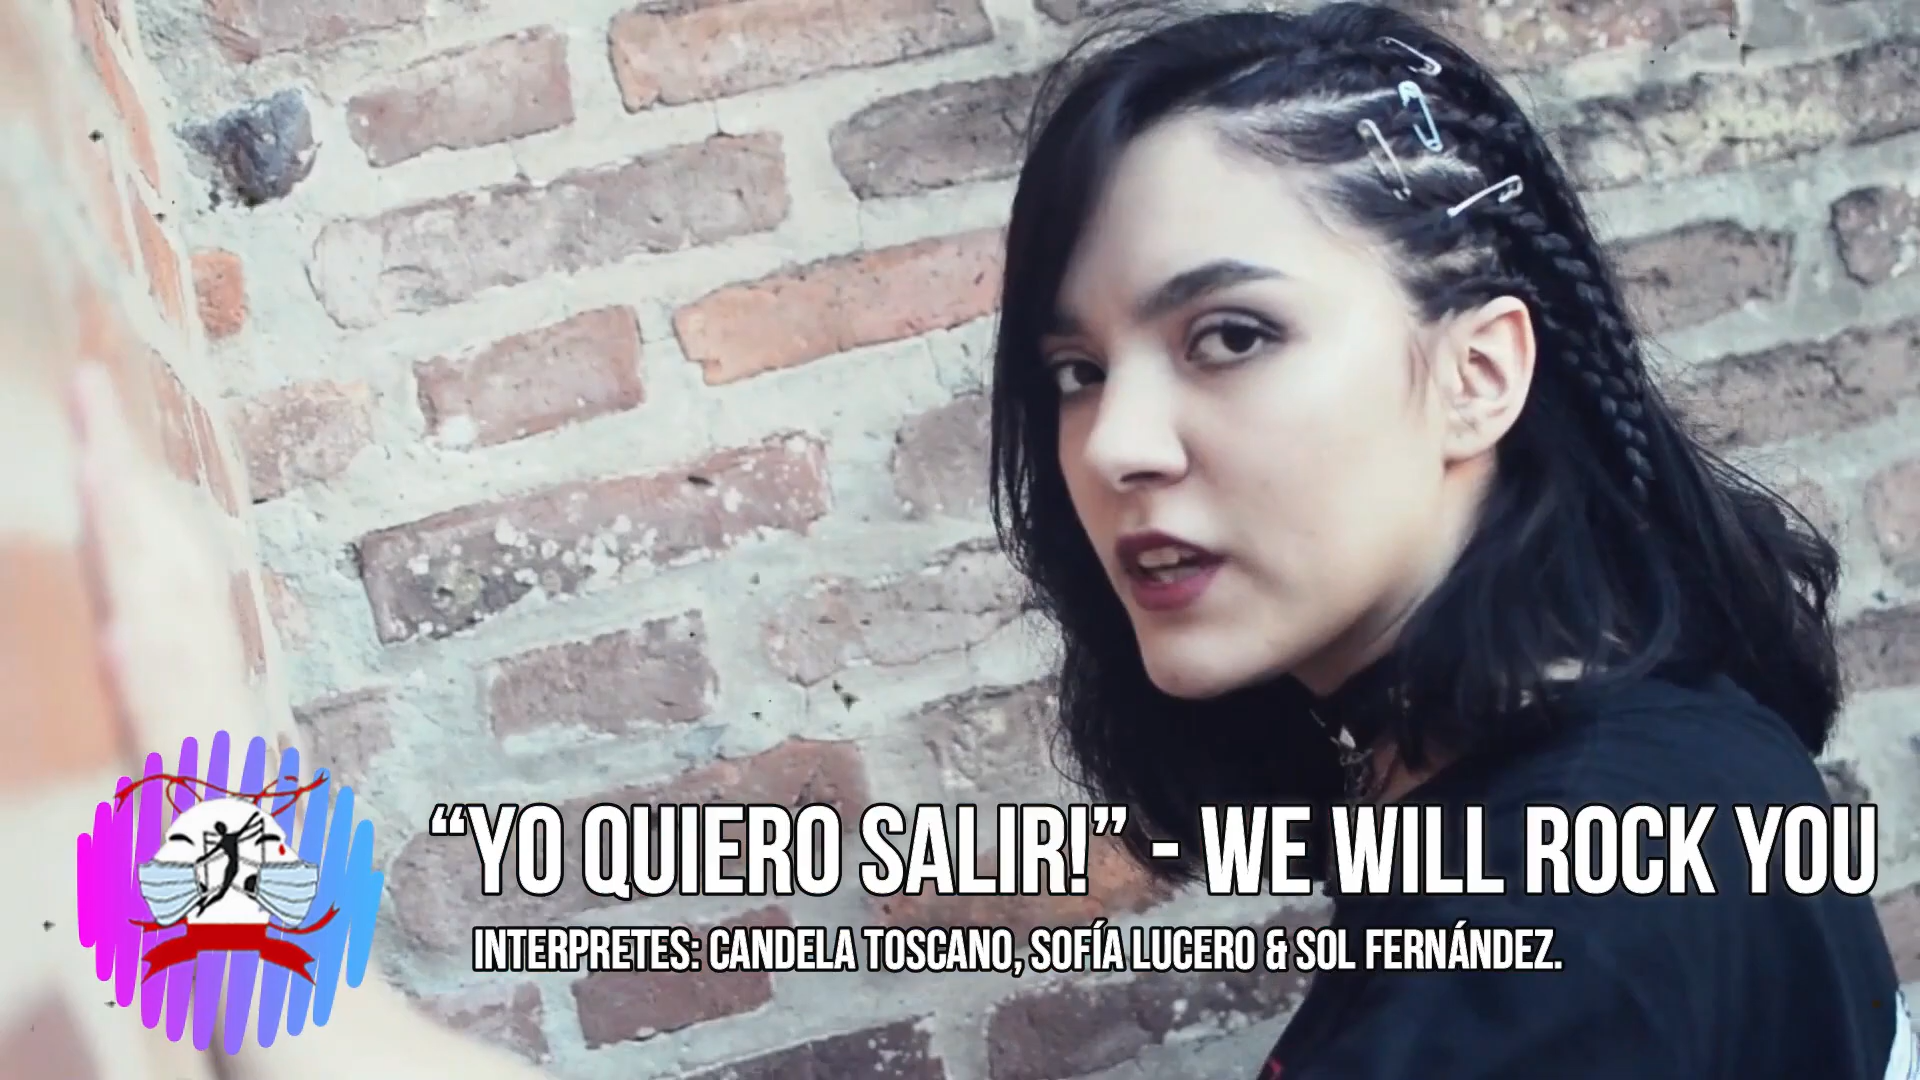 “YO QUIERO SALIR!” - WE WILL ROCK YOU
INTERPRETES: CANDELA TOSCANO, SOFÍA LUCERO & SOL FERNÁNDEZ.